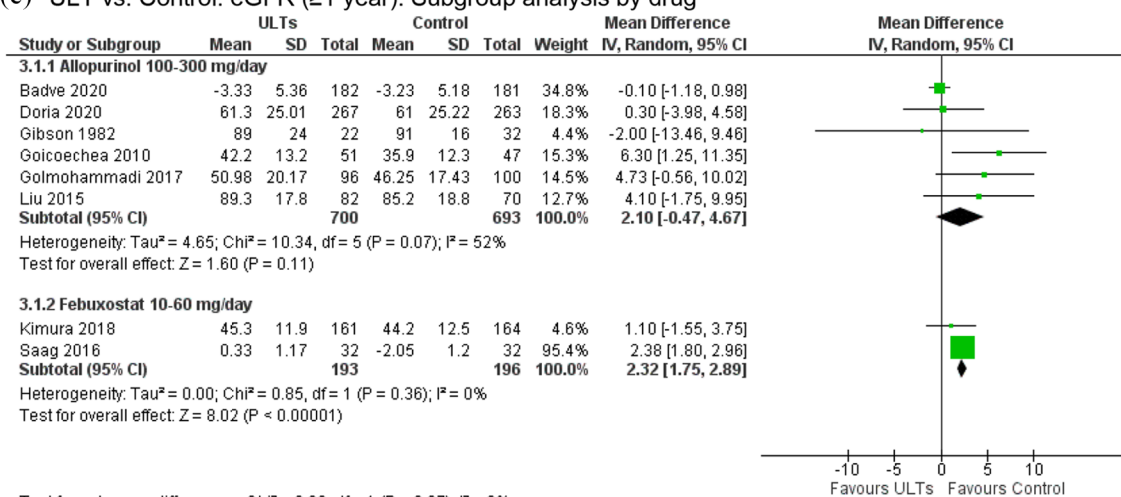 ULT vs. Control: eGFR (≥1 year): Subgroup analysis by drug
ULTs Control Mean Difference Mean Difference
Study or Subgroup Mean SD Total Mean SD Total Weight IV, Random, 95% CI IV, Random, 95% CI
3.1.1 Allopurinol 100-300 mg/day
Badve 2020 -3.33 5.36 182 -3.23 5.18 181 34.8% -0.10 [-1.18, 0.98]
Doria 2020 61.3 25.01 267 61 25.22 263 18.3% 0.30 [-3.98, 4.58]
Gibson 1982 89 24 22 91 16 32 4.4% -2.00 [-13.46, 9.46]
Goicoechea 2010 42.2 13.2 51 35.9 12.3 47 15.3% 6.30 [1.25, 11.35]
Golmohammadi 2017 50.98 20.17 96 46.25 17.43 100 14.5% 4.73 [-0.56, 10.02]
Liu 2015 89.3 17.8 82 85.2 18.8 70 12.7% 4.10 [-1.75, 9.95]
Subtotal (95% CI) 700 693 100.0% 2.10 [-0.47, 4.67]
Heterogeneity: Tau² = 4.65; Chi² = 10.34, df = 5 (P = 0.07); I² = 52%
Test for overall effect: Z = 1.60 (P = 0.11)
3.1.2 Febuxostat 10-60 mg/day
Kimura 2018 45.3 11.9 161 44.2 12.5 164 4.6% 1.10 [-1.55, 3.75]
Saag 2016 0.33 1.17 32 -2.05 1.2 32 95.4% 2.38 [1.80, 2.96]
Subtotal (95% CI) 193 196 100.0% 2.32 [1.75, 2.89]
Heterogeneity: Tau² = 0.00; Chi² = 0.85, df = 1 (P = 0.36); I² = 0%
Test for overall effect: Z = 8.02 (P < 0.00001)
-10 -5 0 5 10
Favours ULTs Favours Control